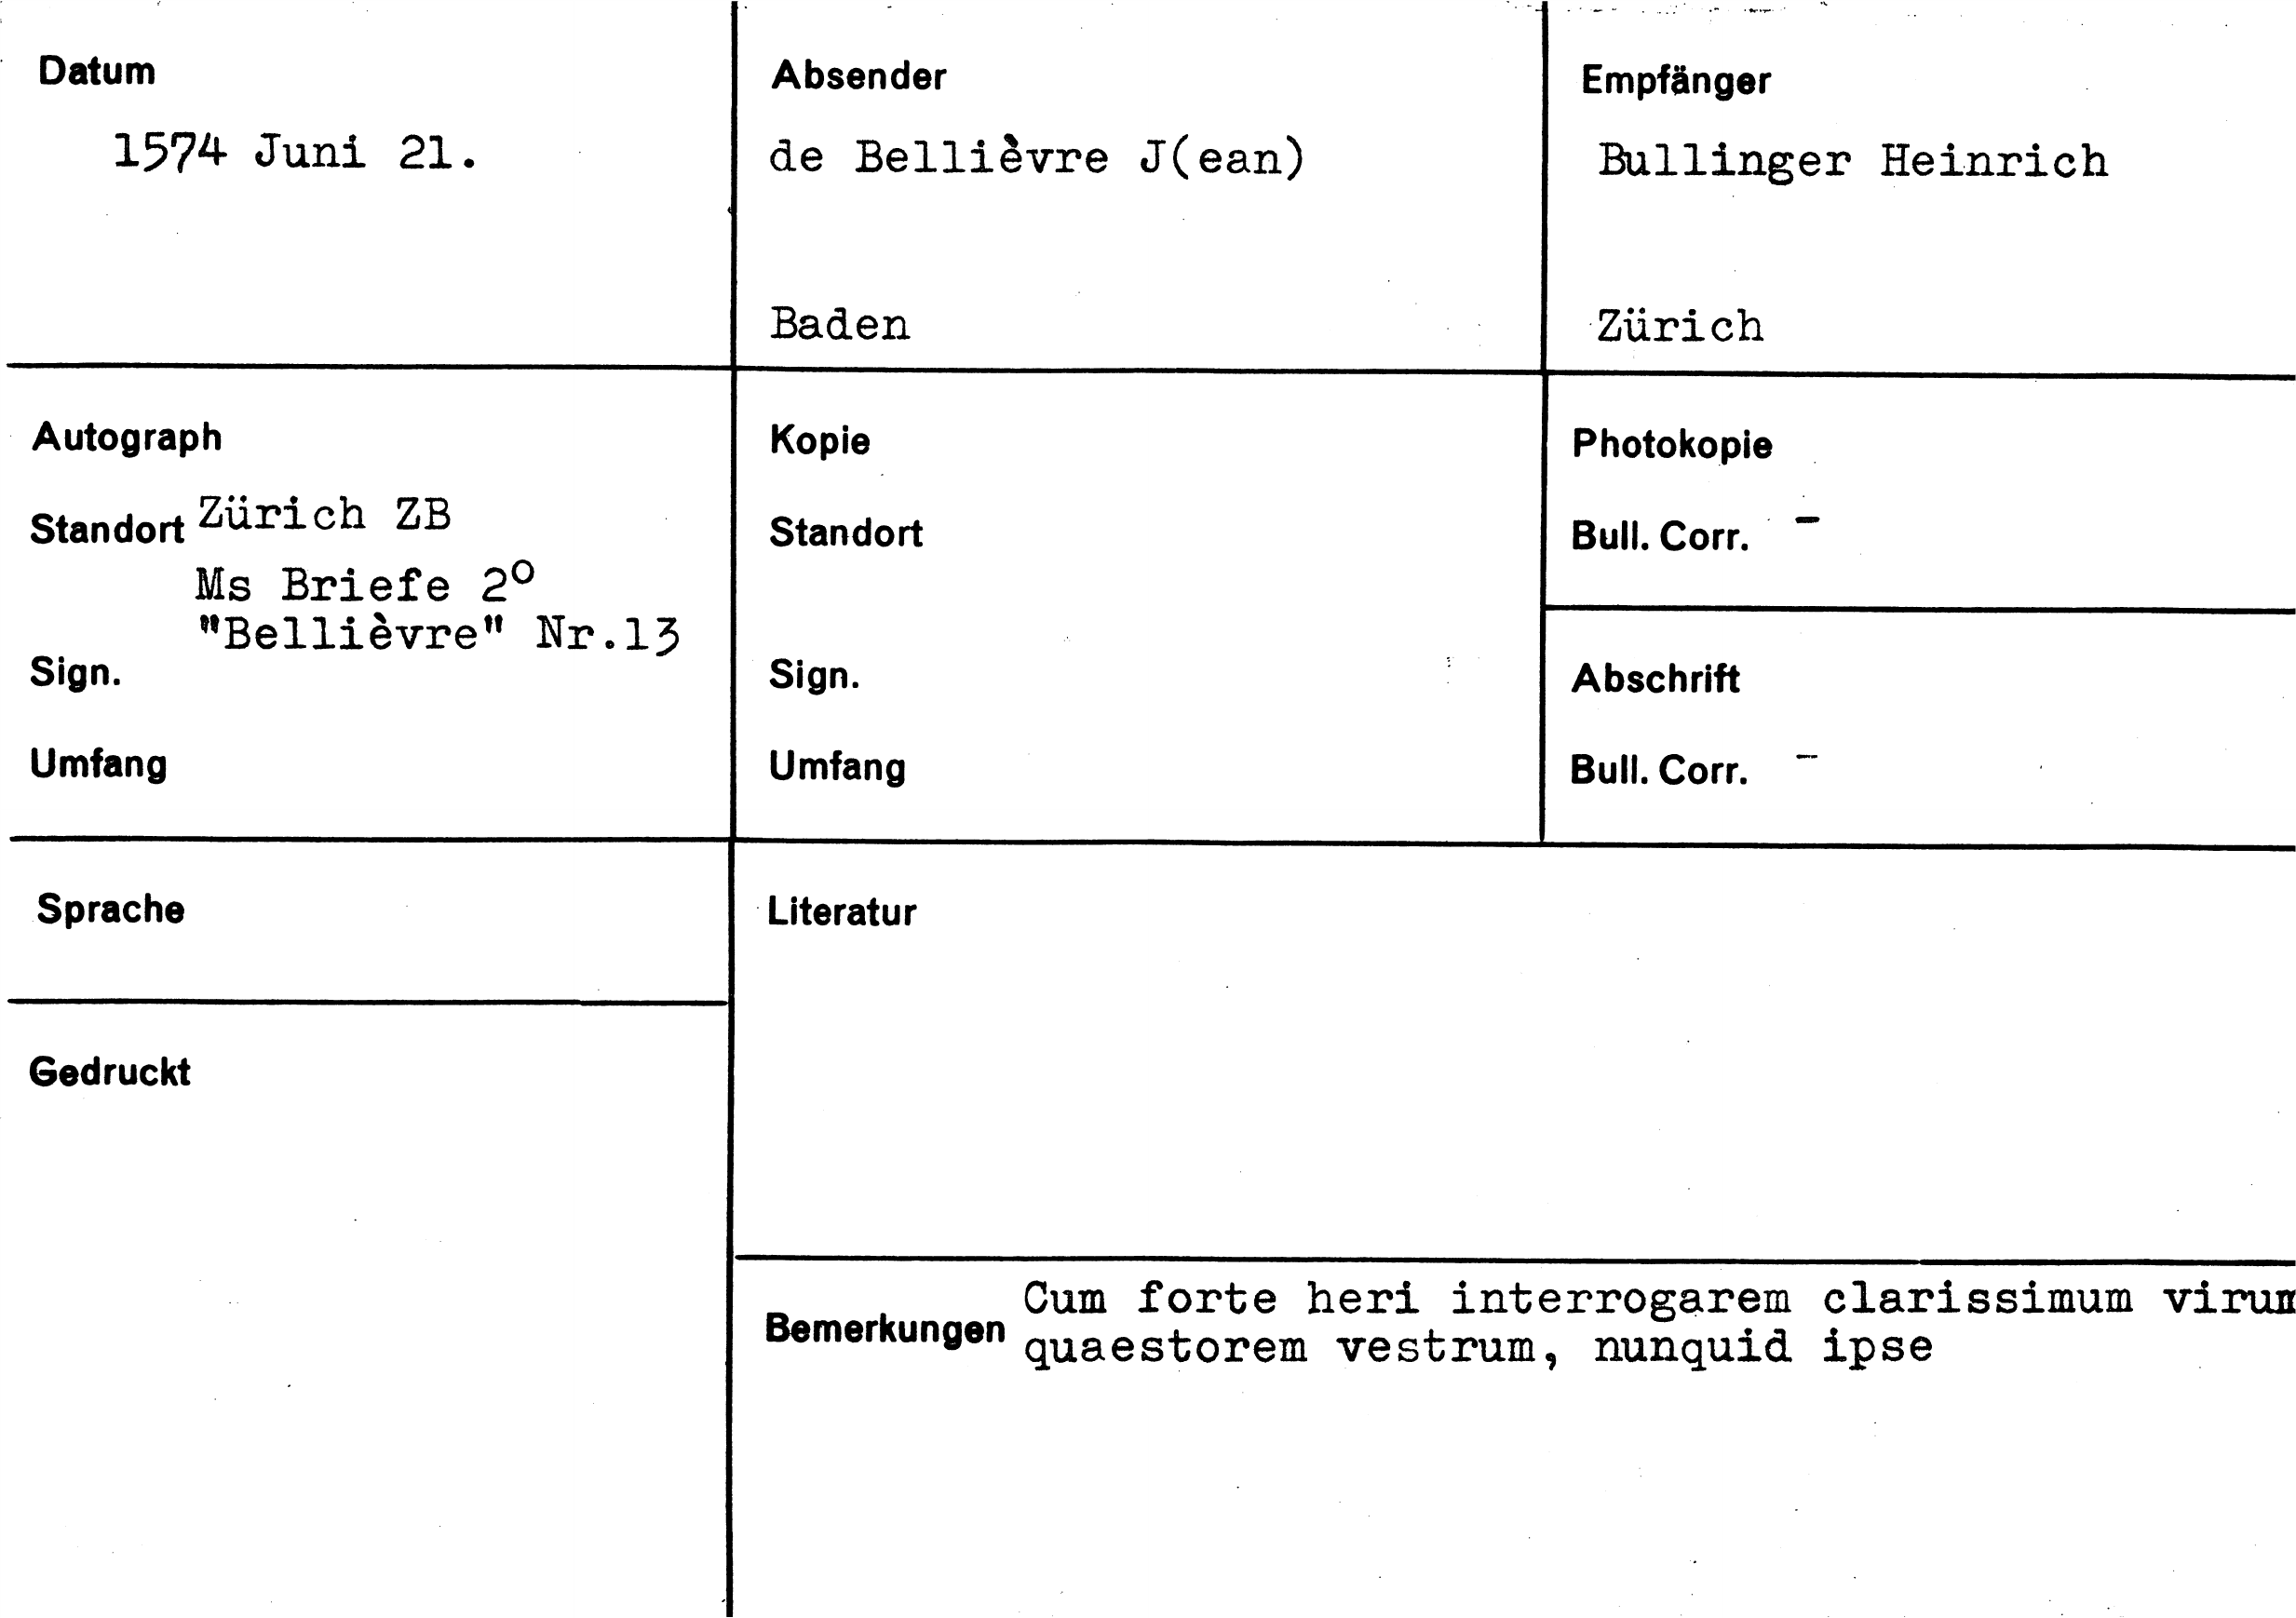 Datum
1574 Juni 21.
Absender
de Bellièvre J(ean)
Baden
Empfänger
Bullinger Heinrich
Zürich
Autograph
Standort Zürich ZB
Ms Briefe 2º
"Bellièvre" Nr.13
Sign.
Umfang
Kopie
Standort
Sign.
Umfang
Photokopie
Bull. Corr. -
Abschrift
Bull. Corr. -
Sprache
Gedruckt
Literatur
Bemerkungen
Cum forte heri interrogarem clarissimum virum
quaestorem vestrum, nunquid ipse